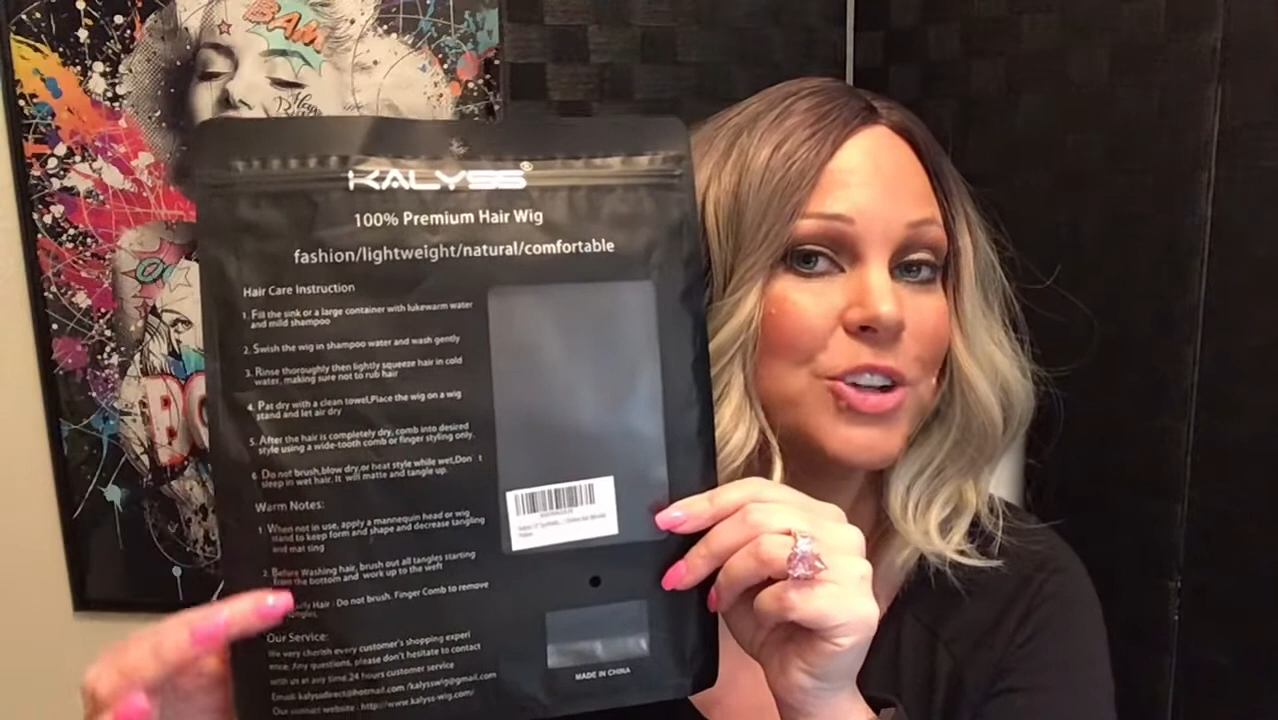 BAM
KALYSS®
100% Premium Hair Wig
fashion/lightweight/natural/comfortable
Hair Care Instruction
1. Fill the sink or a large container with lukewarm water
and mild shampoo
2. Swish the wig in shampoo water and wash gently
3. Rinse thoroughly then lightly squeeze hair in cold
water, making sure not to rub hair
4. Pat dry with a clean towel,Place the wig on a wig
stand and let air dry
5. After the hair is completely dry, comb into desired
style using a wide-tooth comb or finger styling only.
6. Do not brush,blow dry,or heat style while wet,Don t
sleep in wet hair. It will matte and tangle up.
Warm Notes:
1. When not in use, apply a mannequin head or wig
stand to keep form and shape and decrease tangling
and mat ting
2. Before Washing hair, brush out all tangles starting
from the bottom and work up to the weft
Hair : Do not brush. Finger Comb to remove
Our Service:
We very cherish every customer's shopping experi
ence. Any questions, please don't hesitate to contact
with us at any time.24 hours customer service
Email: kalyssdirect@hotmail.com /kalysswig@gmail.com
Our contact website : http://www.kalyss-wig.com/
MADE IN CHINA